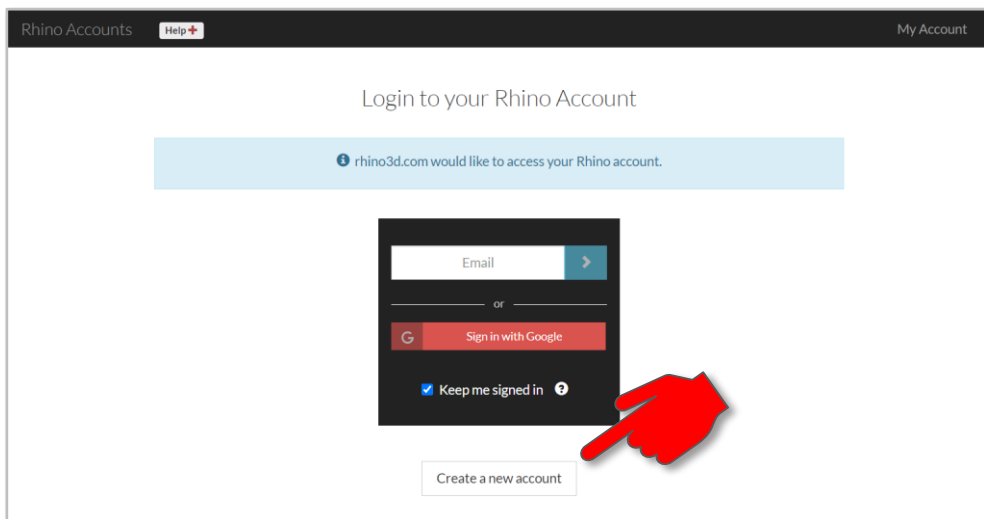 Rhino Accounts Help My Account
Login to your Rhino Account
rhino3d.com would like to access your Rhino account.
Email
or
G Sign in with Google
Keep me signed in ?
Create a new account